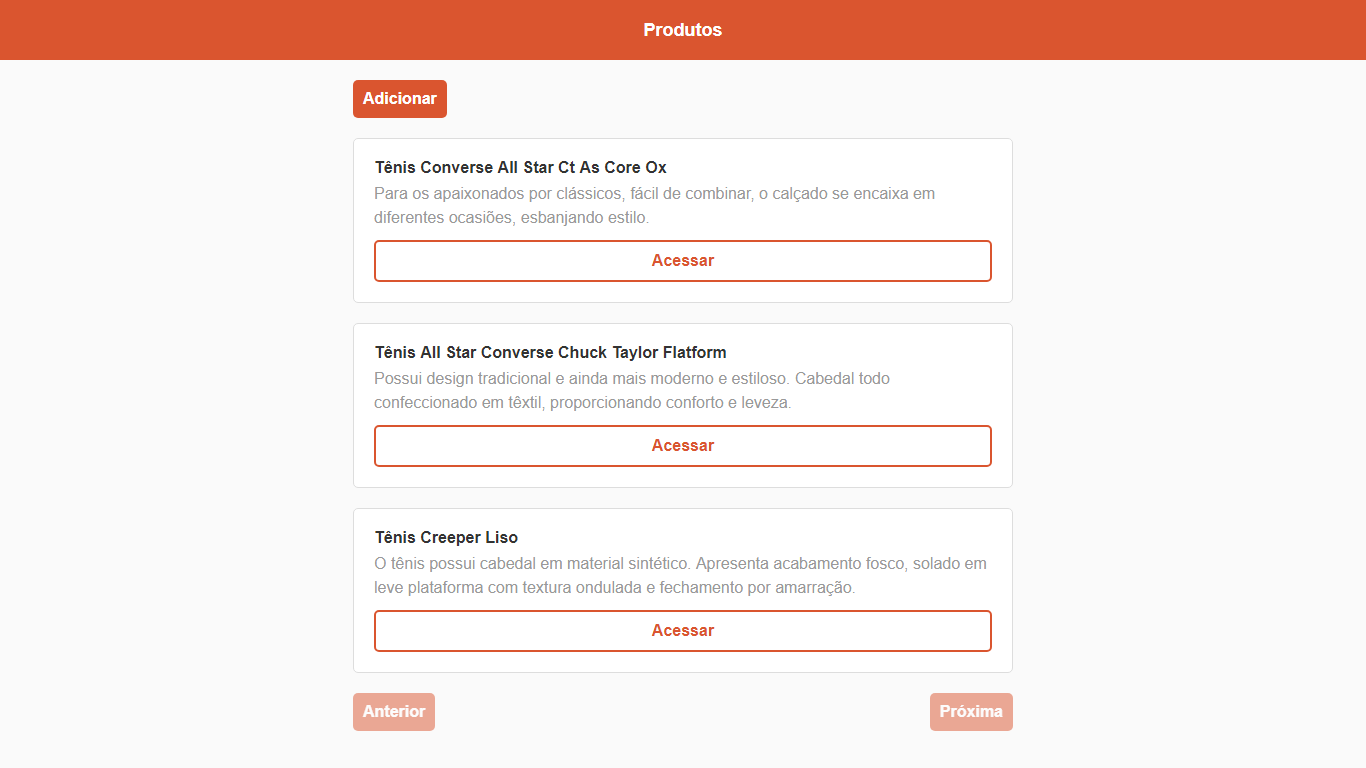 Produtos
Adicionar
Tênis Converse All Star Ct As Core Ox
Para os apaixonados por clássicos, fácil de combinar, o calçado se encaixa em
diferentes ocasiões, esbanjando estilo.
Acessar
Tênis All Star Converse Chuck Taylor Flatform
Possui design tradicional e ainda mais moderno e estiloso. Cabedal todo
confeccionado em têxtil, proporcionando conforto e leveza.
Acessar
Tênis Creeper Liso
O tênis possui cabedal em material sintético. Apresenta acabamento fosco, solado em
leve plataforma com textura ondulada e fechamento por amarração.
Acessar
Anterior
Próxima